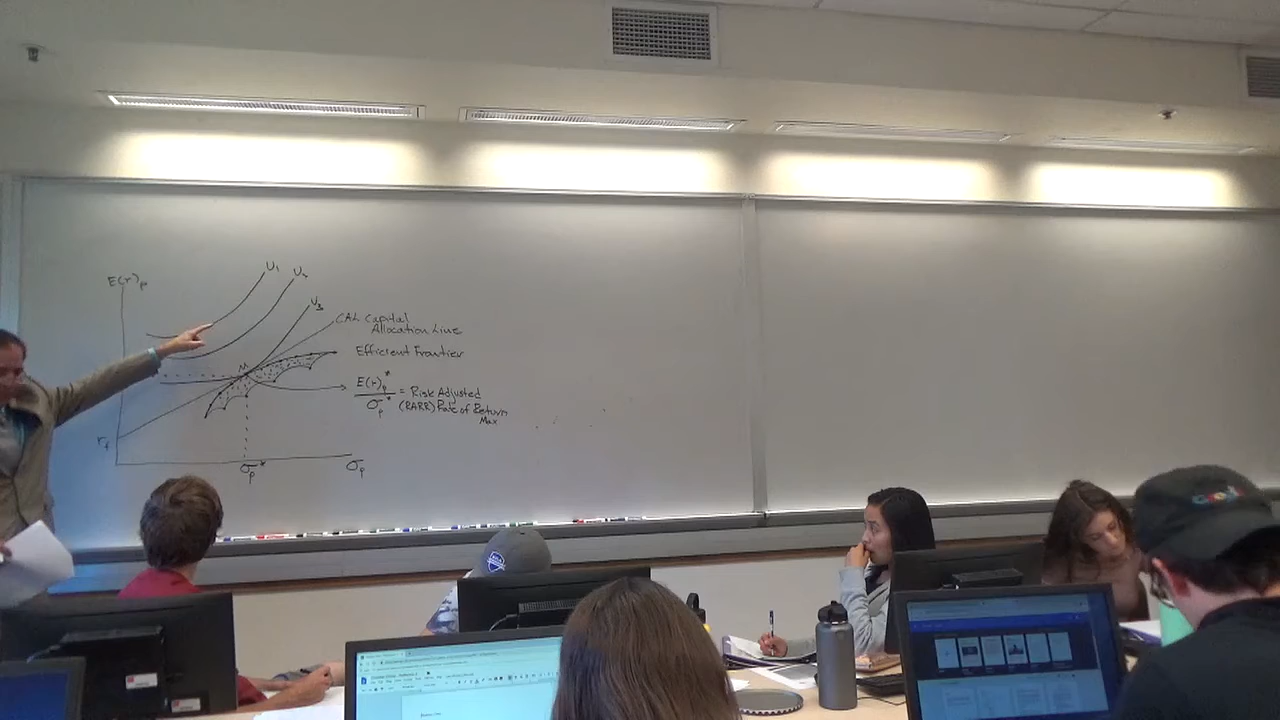 E(r)p
U1
U2
U3
CAL Capital
Allocation Line
Efficient Frontier
M
E(r)p* = Risk Adjusted
σp* (RARR) Rate of Return
Max
rf
σp*
σp
Google